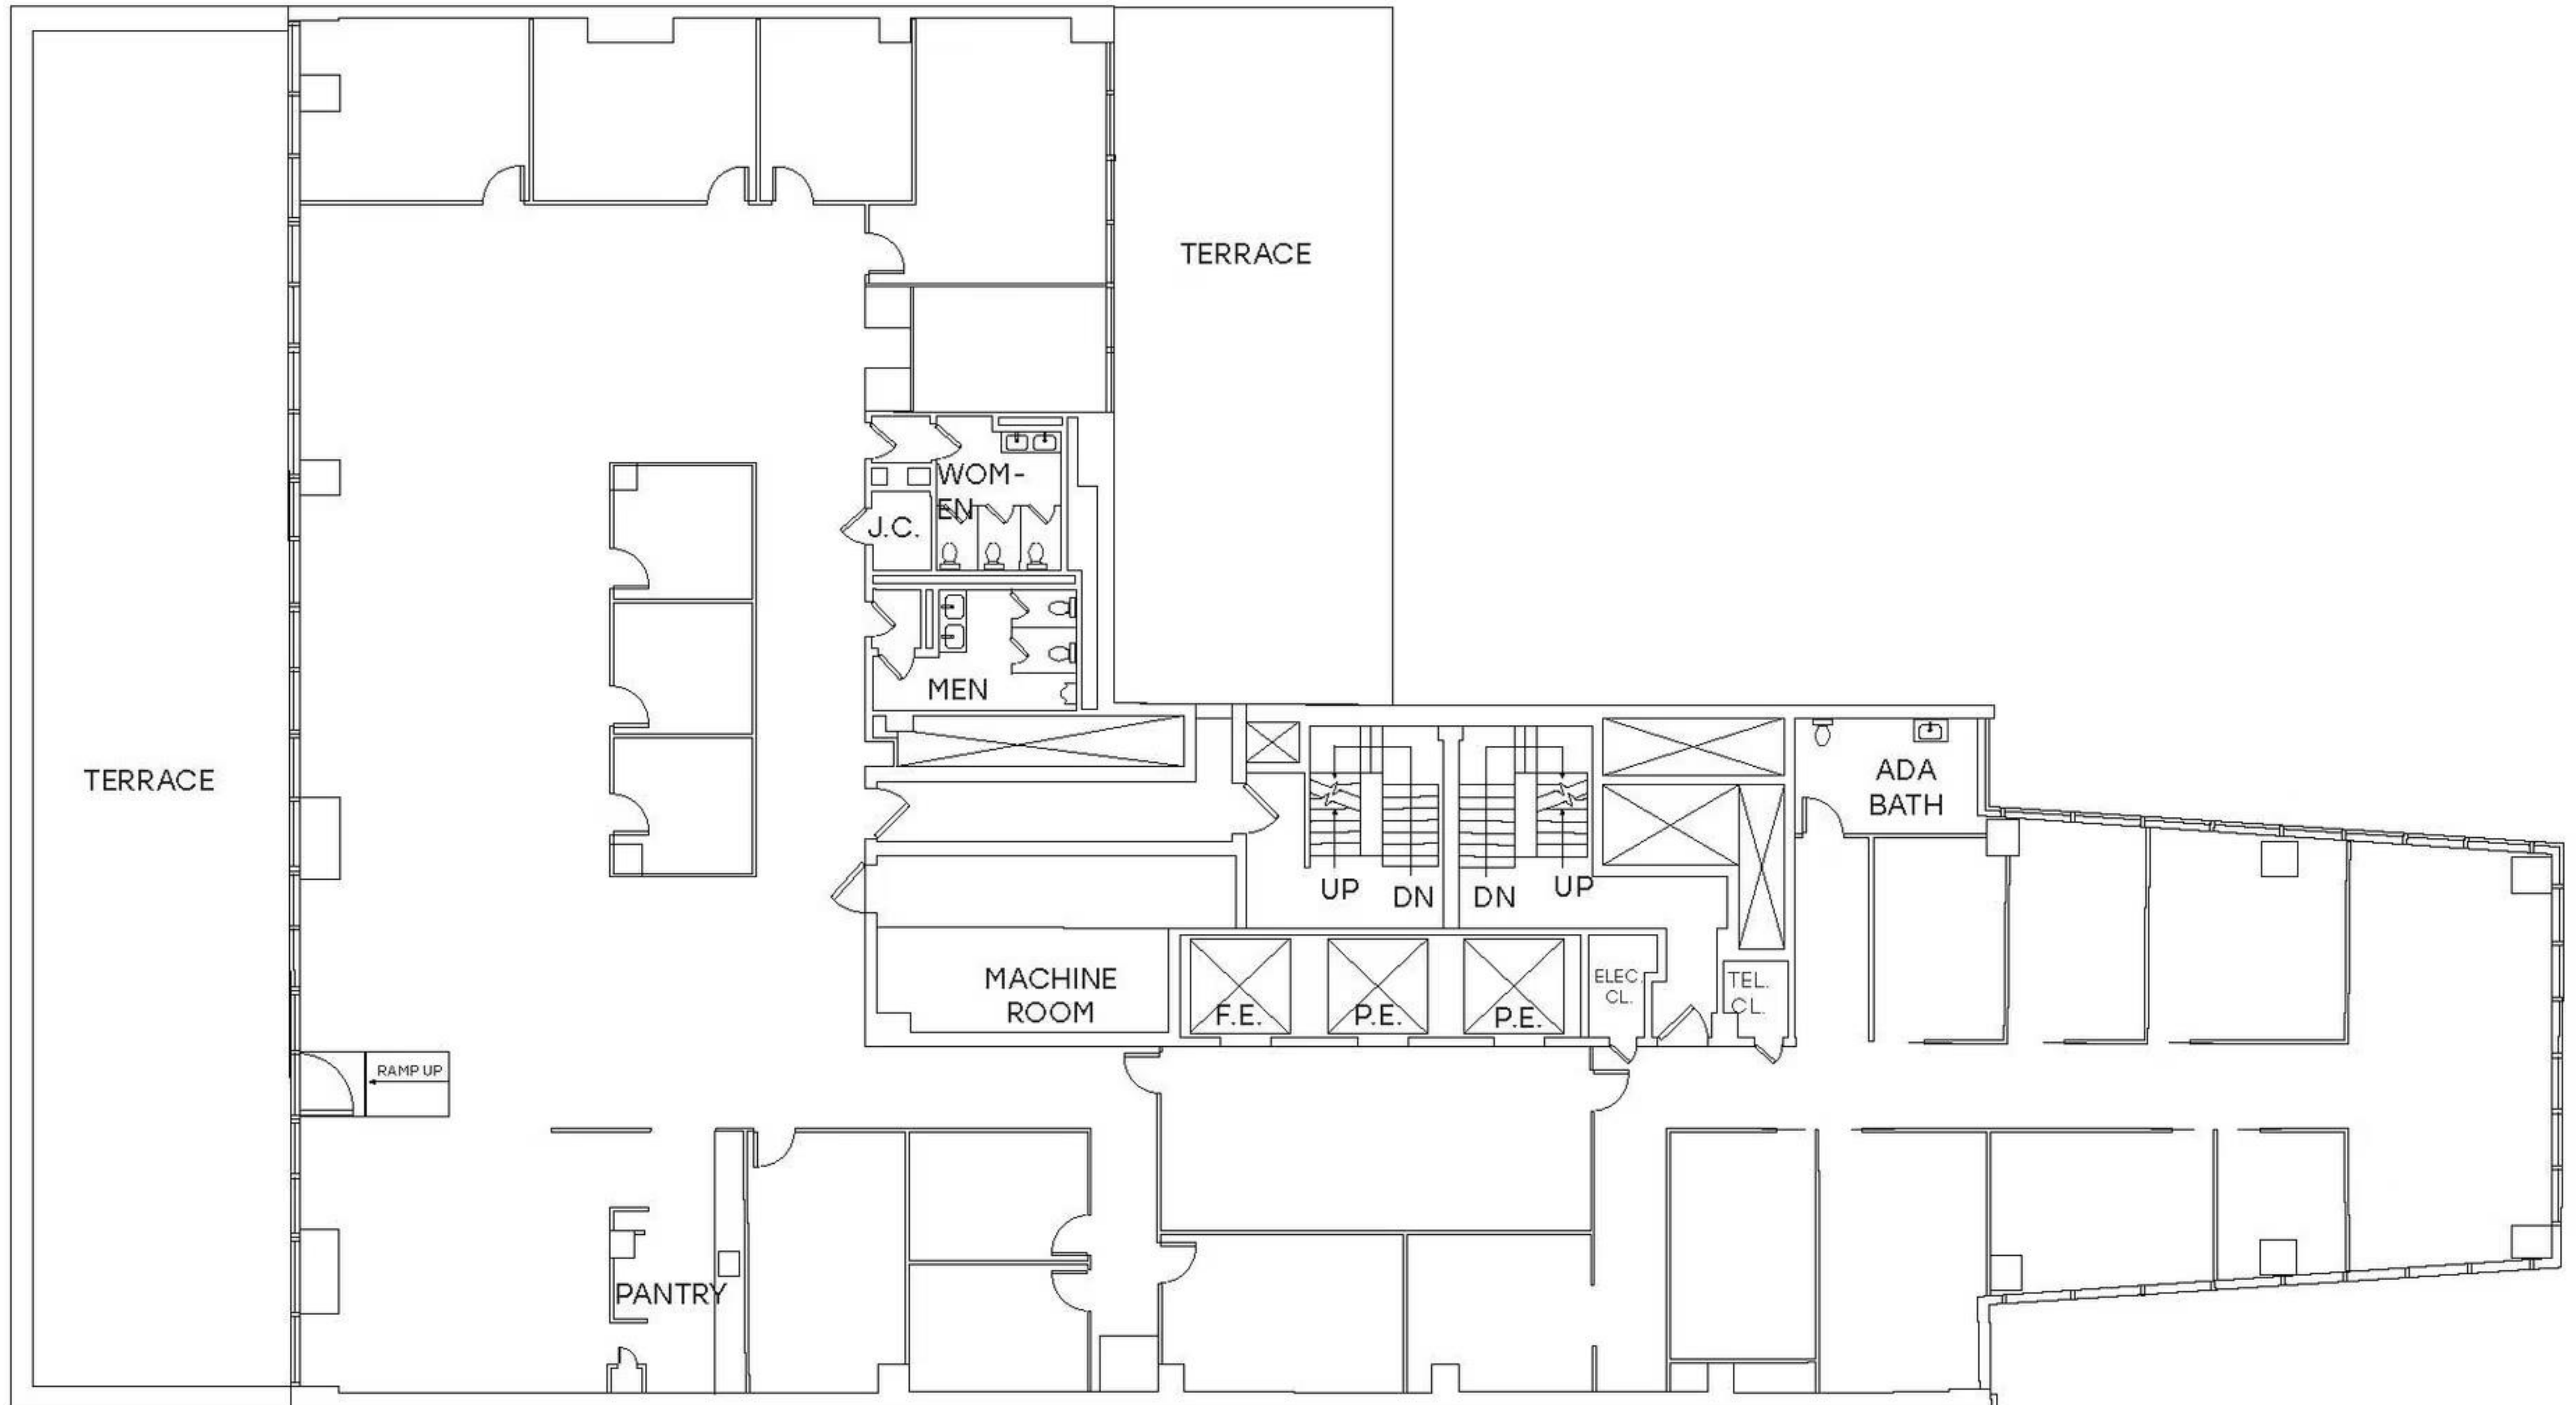 TERRACE
WOM-
EN
J.C.
MEN
TERRACE
ADA
BATH
UP
DN
DN
UP
MACHINE
ROOM
F.E.
P.E.
P.E.
ELEC.
CL.
TEL.
CL.
RAMP UP
PANTRY